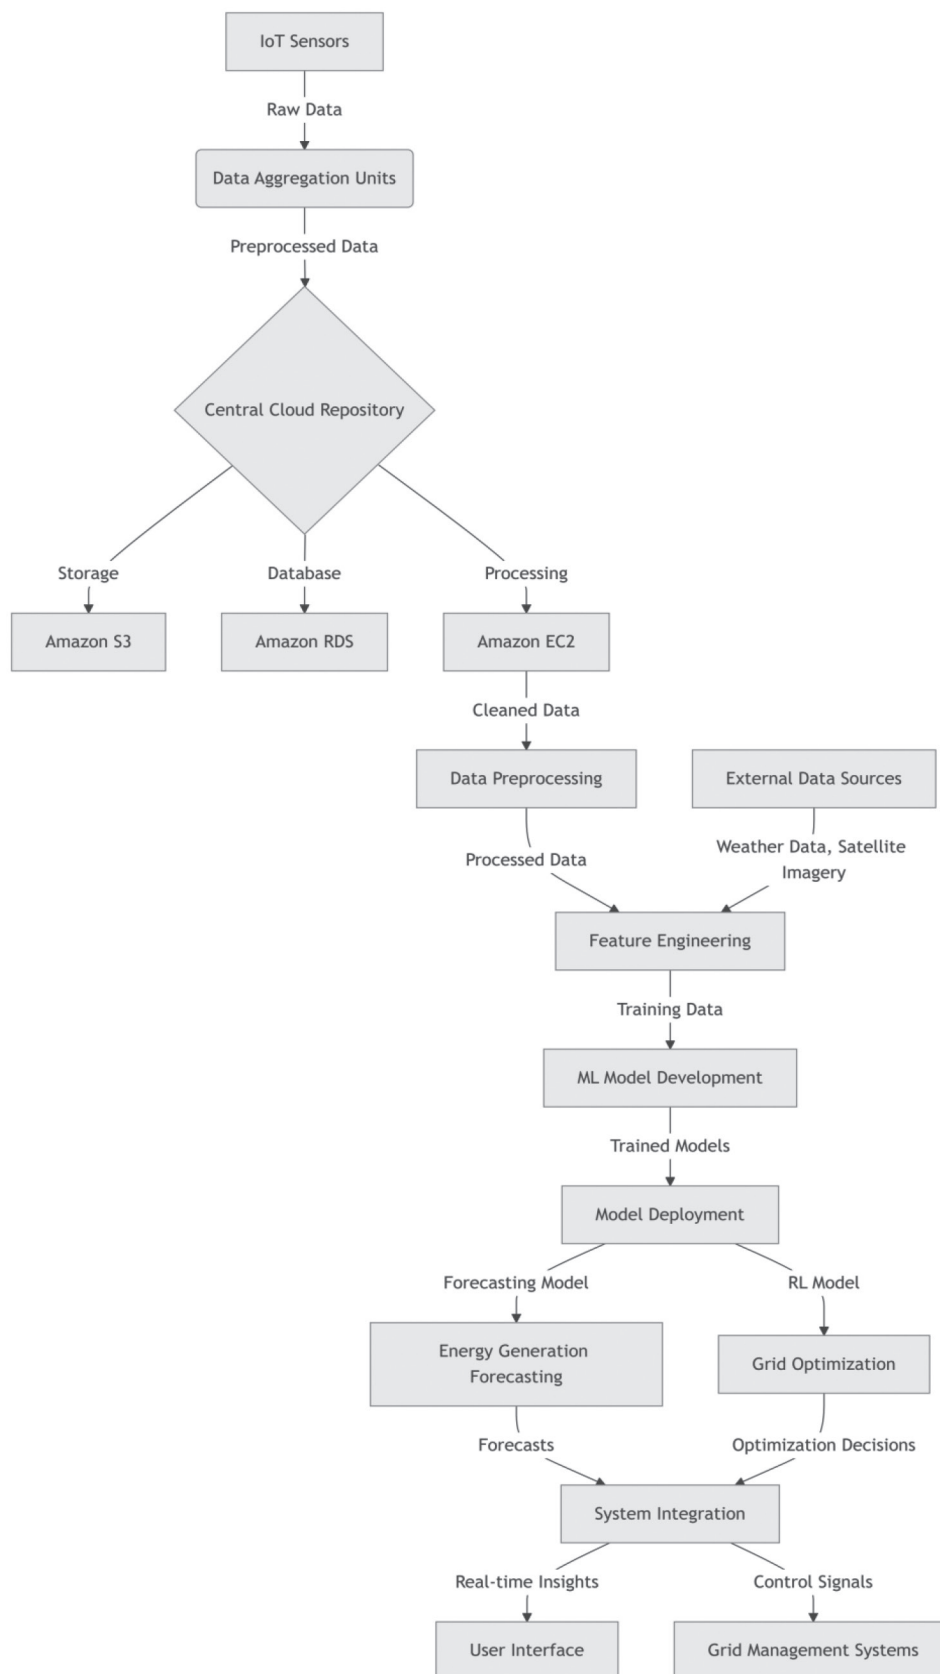 IoT Sensors
Raw Data
Data Aggregation Units
Preprocessed Data
Central Cloud Repository
Storage
Database
Processing
Amazon S3
Amazon RDS
Amazon EC2
Cleaned Data
Data Preprocessing
External Data Sources
Processed Data
Weather Data, Satellite
Imagery
Feature Engineering
Training Data
ML Model Development
Trained Models
Model Deployment
Forecasting Model
RL Model
Energy Generation
Forecasting
Grid Optimization
Forecasts
Optimization Decisions
System Integration
Real-time Insights
Control Signals
User Interface
Grid Management Systems